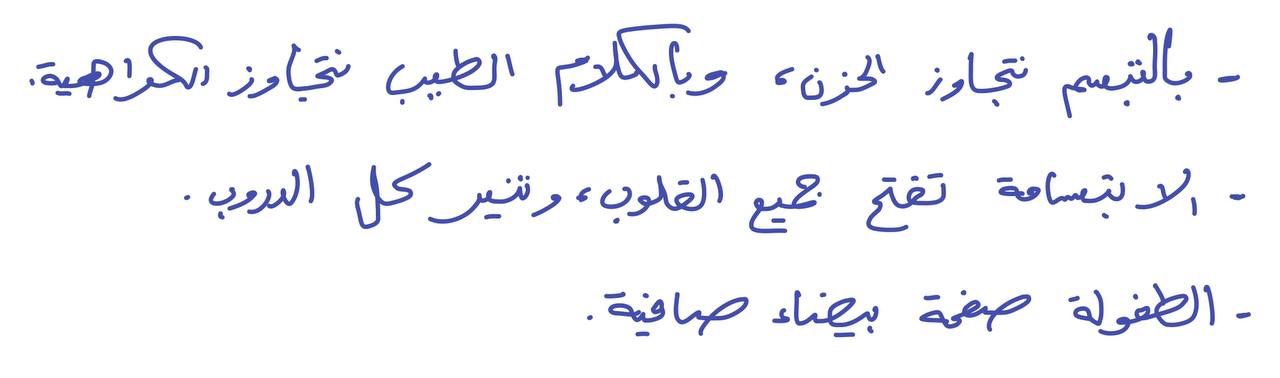 - بالتبسم نتجاوز الحزن، وبالكلام الطيب نتجاوز الكراهية.
- الابتسامة تفتح جميع القلوب، وتنير كل الدروب.
- الطفولة صفحة بيضاء صافية.